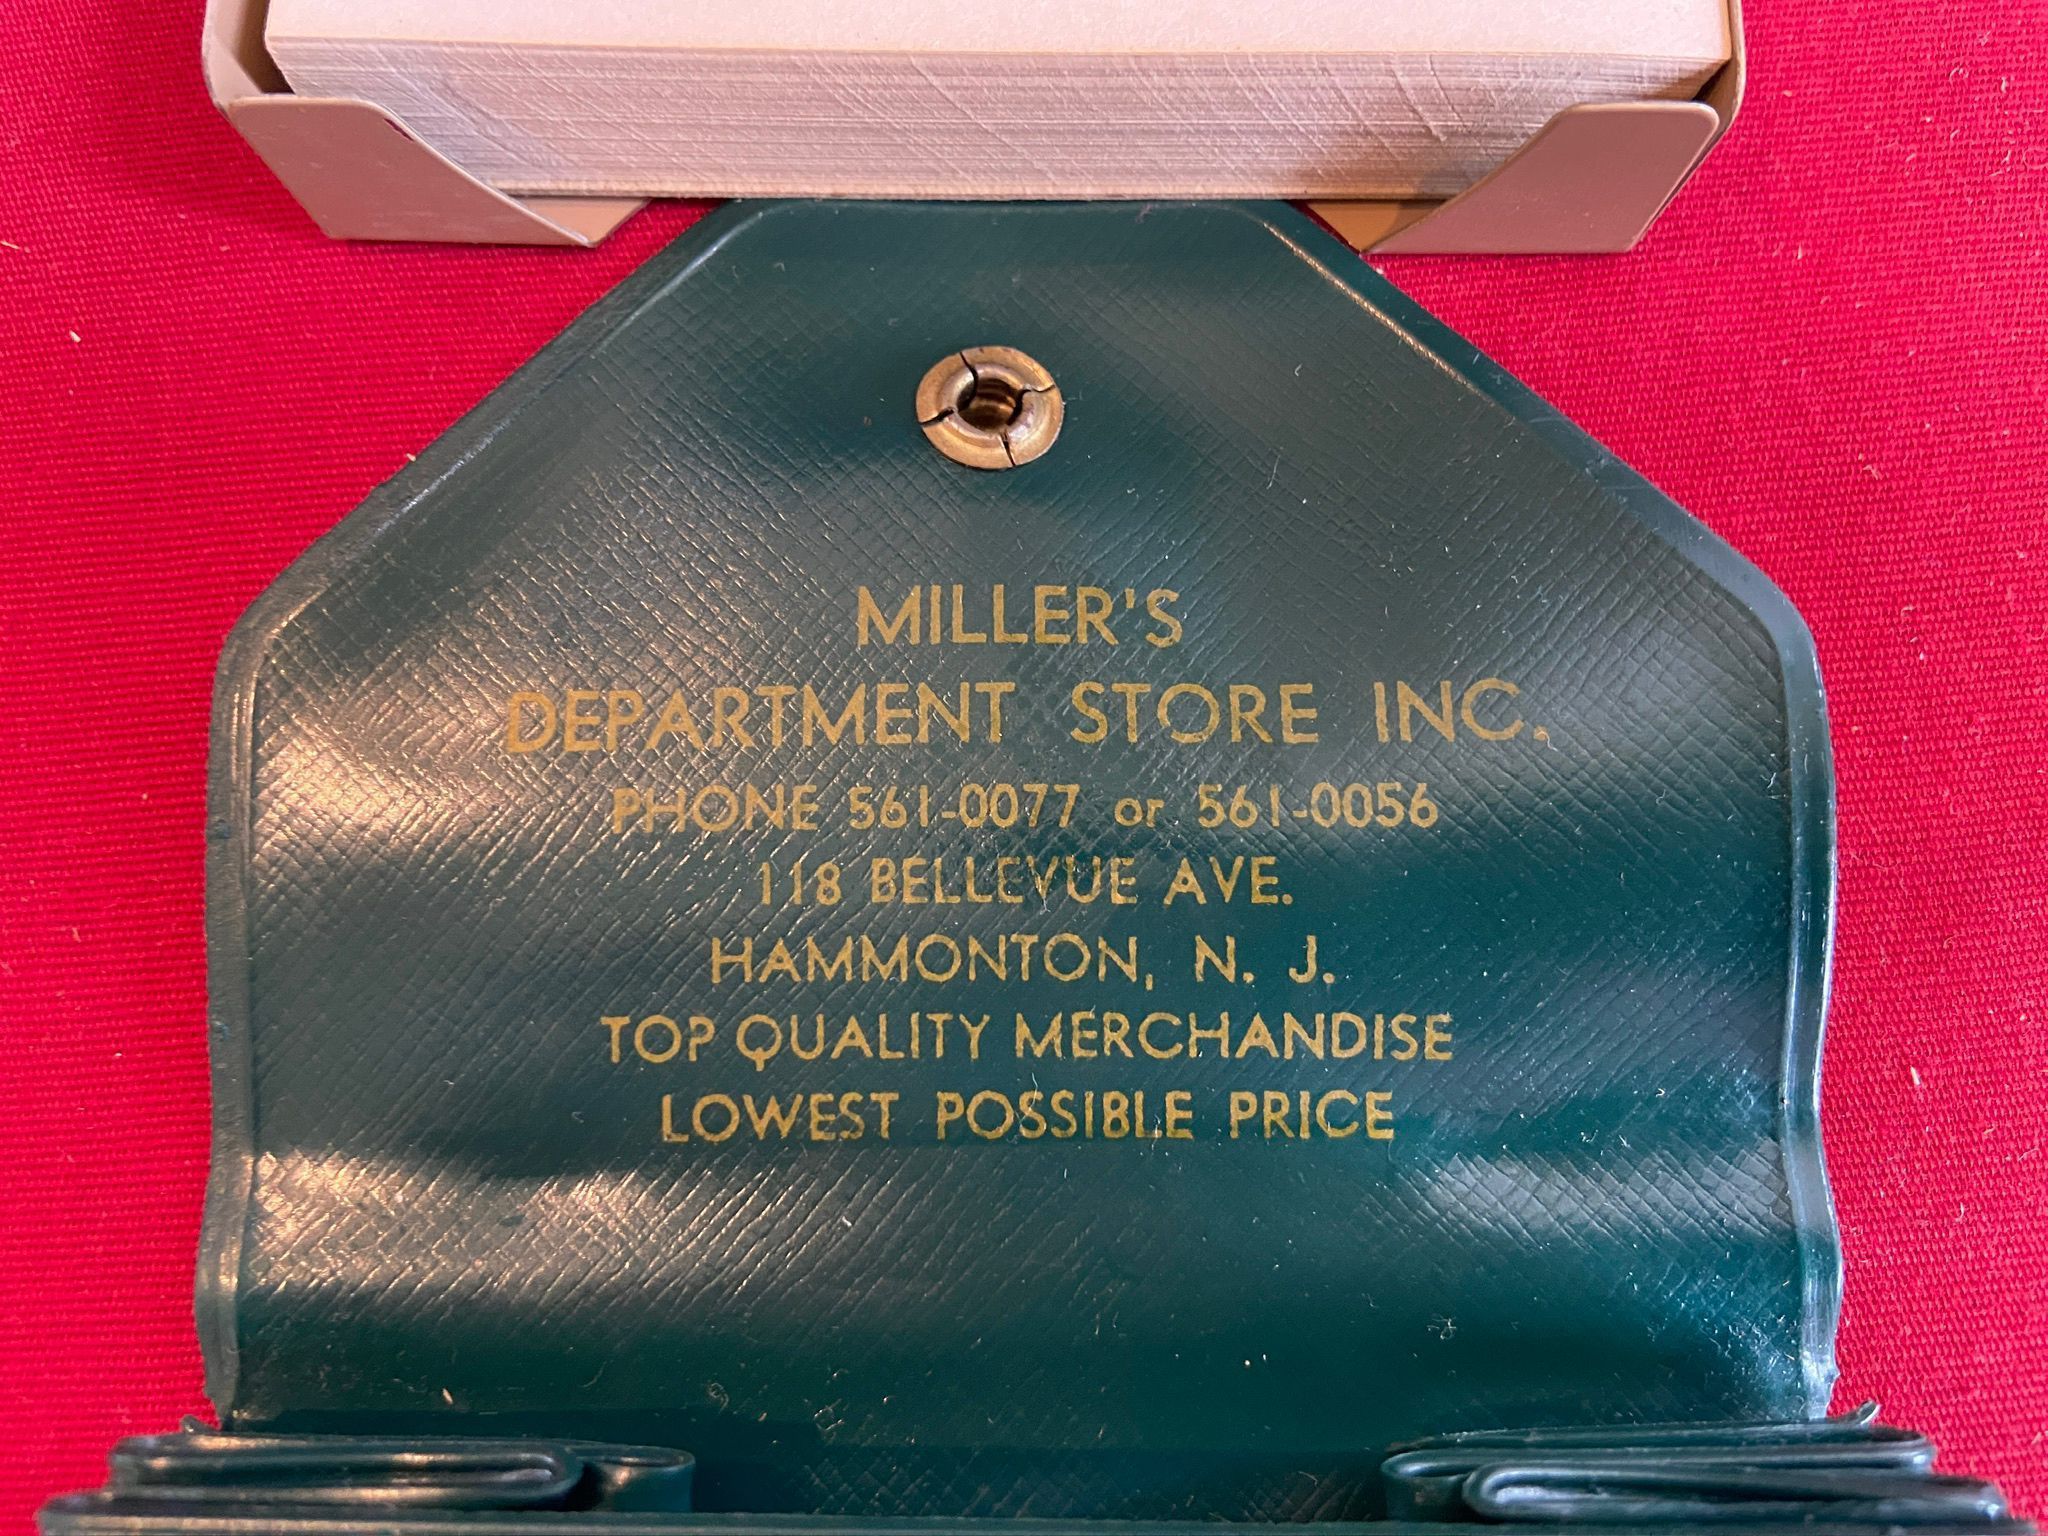 MILLER'S
DEPARTMENT STORE INC.
PHONE 561-0077 or 561-0056
118 BELLEVUE AVE.
HAMMONTON, N. J.
TOP QUALITY MERCHANDISE
LOWEST POSSIBLE PRICE